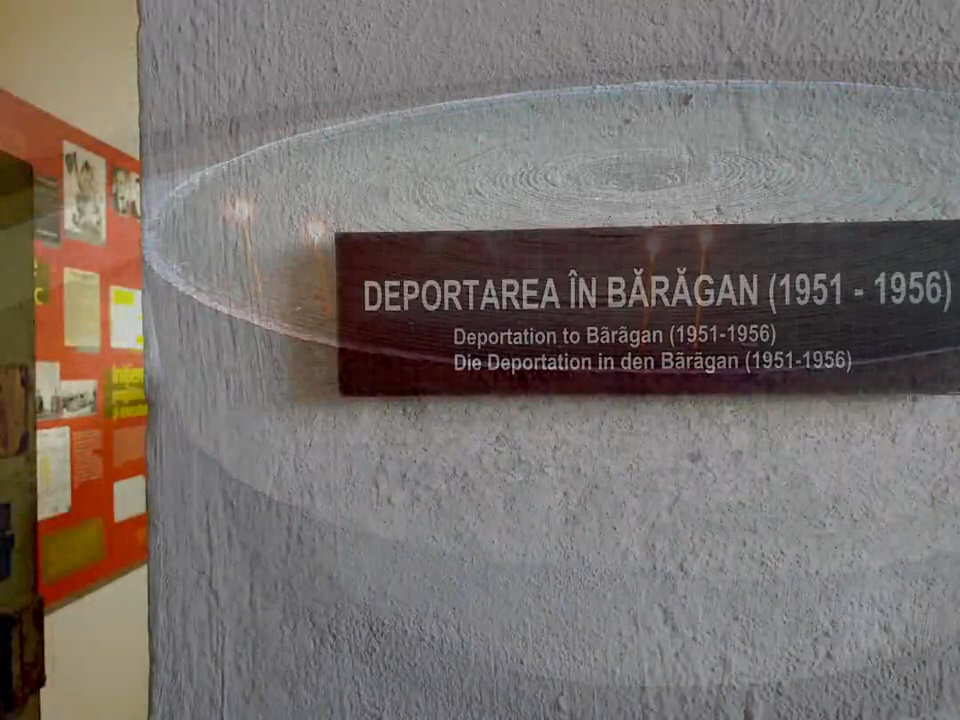 DEPORTAREA ÎN BĂRĂGAN (1951 - 1956)
Deportation to Bărăgan (1951-1956)
Die Deportation in den Bărăgan (1951-1956)